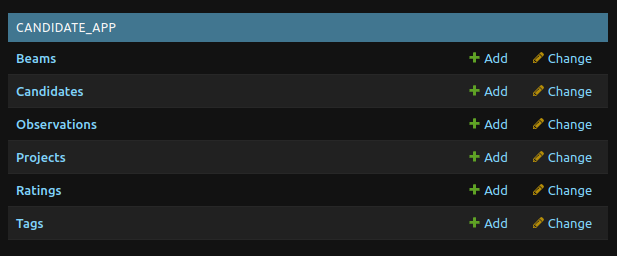 CANDIDATE_APP
Beams Add Change
Candidates Add Change
Observations Add Change
Projects Add Change
Ratings Add Change
Tags Add Change